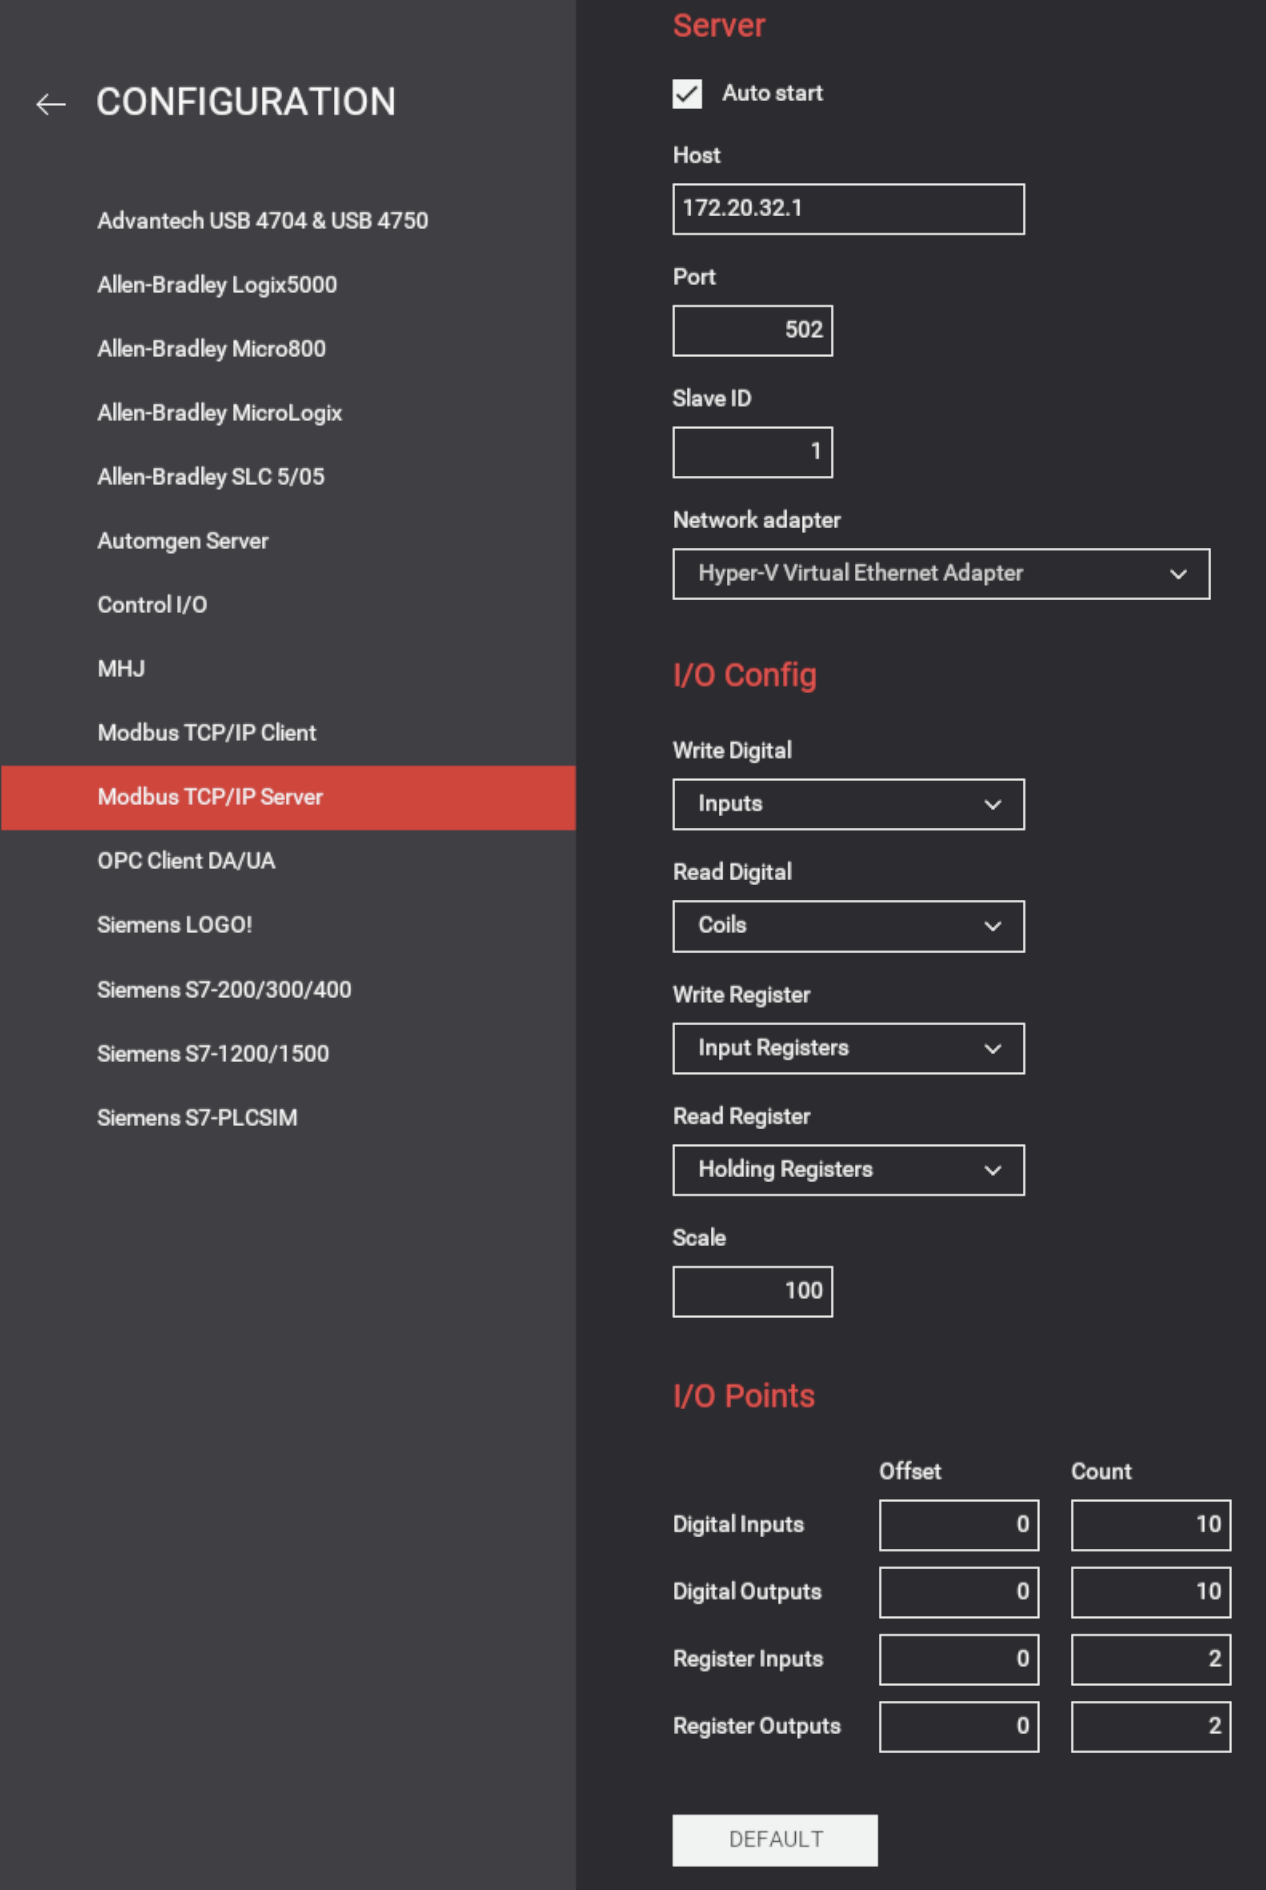 CONFIGURATION
Advantech USB 4704 & USB 4750
Allen-Bradley Logix5000
Allen-Bradley Micro800
Allen-Bradley MicroLogix
Allen-Bradley SLC 5/05
Automgen Server
Control I/O
MHJ
Modbus TCP/IP Client
Modbus TCP/IP Server
OPC Client DA/UA
Siemens LOGO!
Siemens S7-200/300/400
Siemens S7-1200/1500
Siemens S7-PLCSIM
Server
Auto start
Host
172.20.32.1
Port
502
Slave ID
1
Network adapter
Hyper-V Virtual Ethernet Adapter
I/O Config
Write Digital
Inputs
Read Digital
Coils
Write Register
Input Registers
Read Register
Holding Registers
Scale
100
I/O Points
Offset Count
Digital Inputs 0 10
Digital Outputs 0 10
Register Inputs 0 2
Register Outputs 0 2
DEFAULT